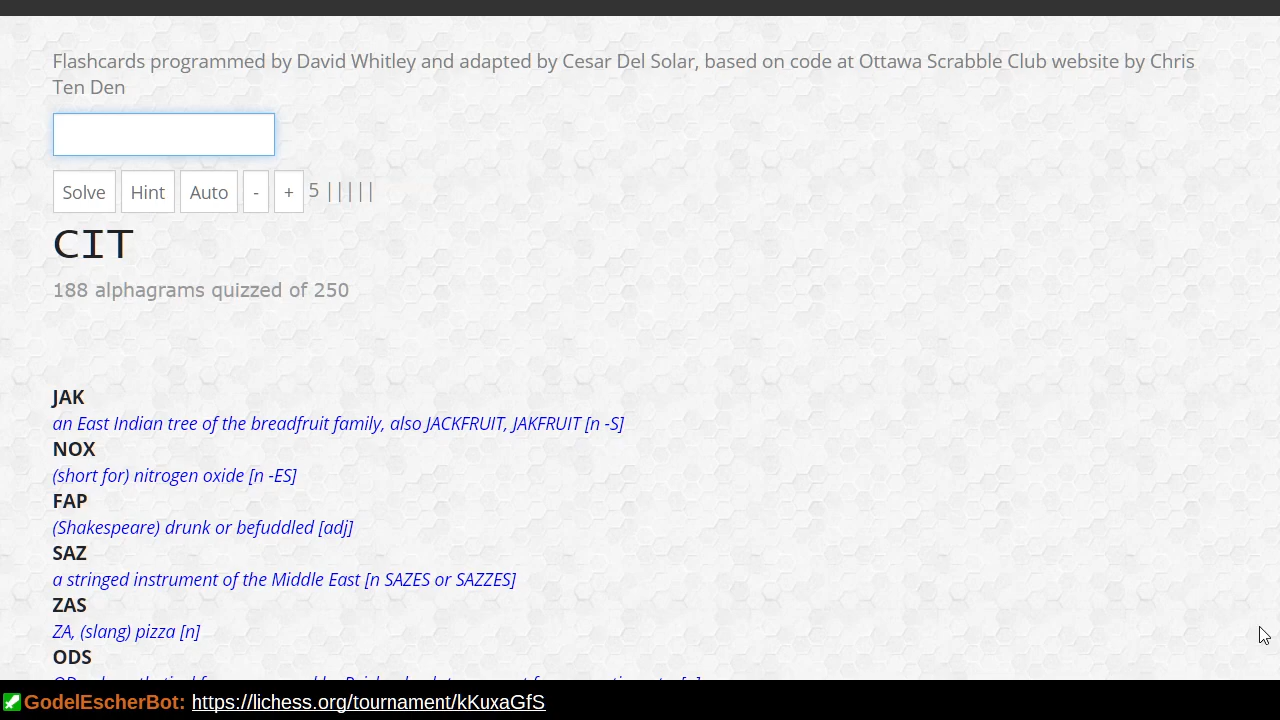 Flashcards programmed by David Whitley and adapted by Cesar Del Solar, based on code at Ottawa Scrabble Club website by Chris
Ten Den
Solve Hint Auto - + 5 |||||
CIT
188 alphagrams quizzed of 250
JAK
an East Indian tree of the breadfruit family, also JACKFRUIT, JAKFRUIT [n -S]
NOX
(short for) nitrogen oxide [n -ES]
FAP
(Shakespeare) drunk or befuddled [adj]
SAZ
a stringed instrument of the Middle East [n SAZES or SAZZES]
ZAS
ZA, (slang) pizza [n]
ODS
GodelEscherBot: https://lichess.org/tournament/kKuxaGfS